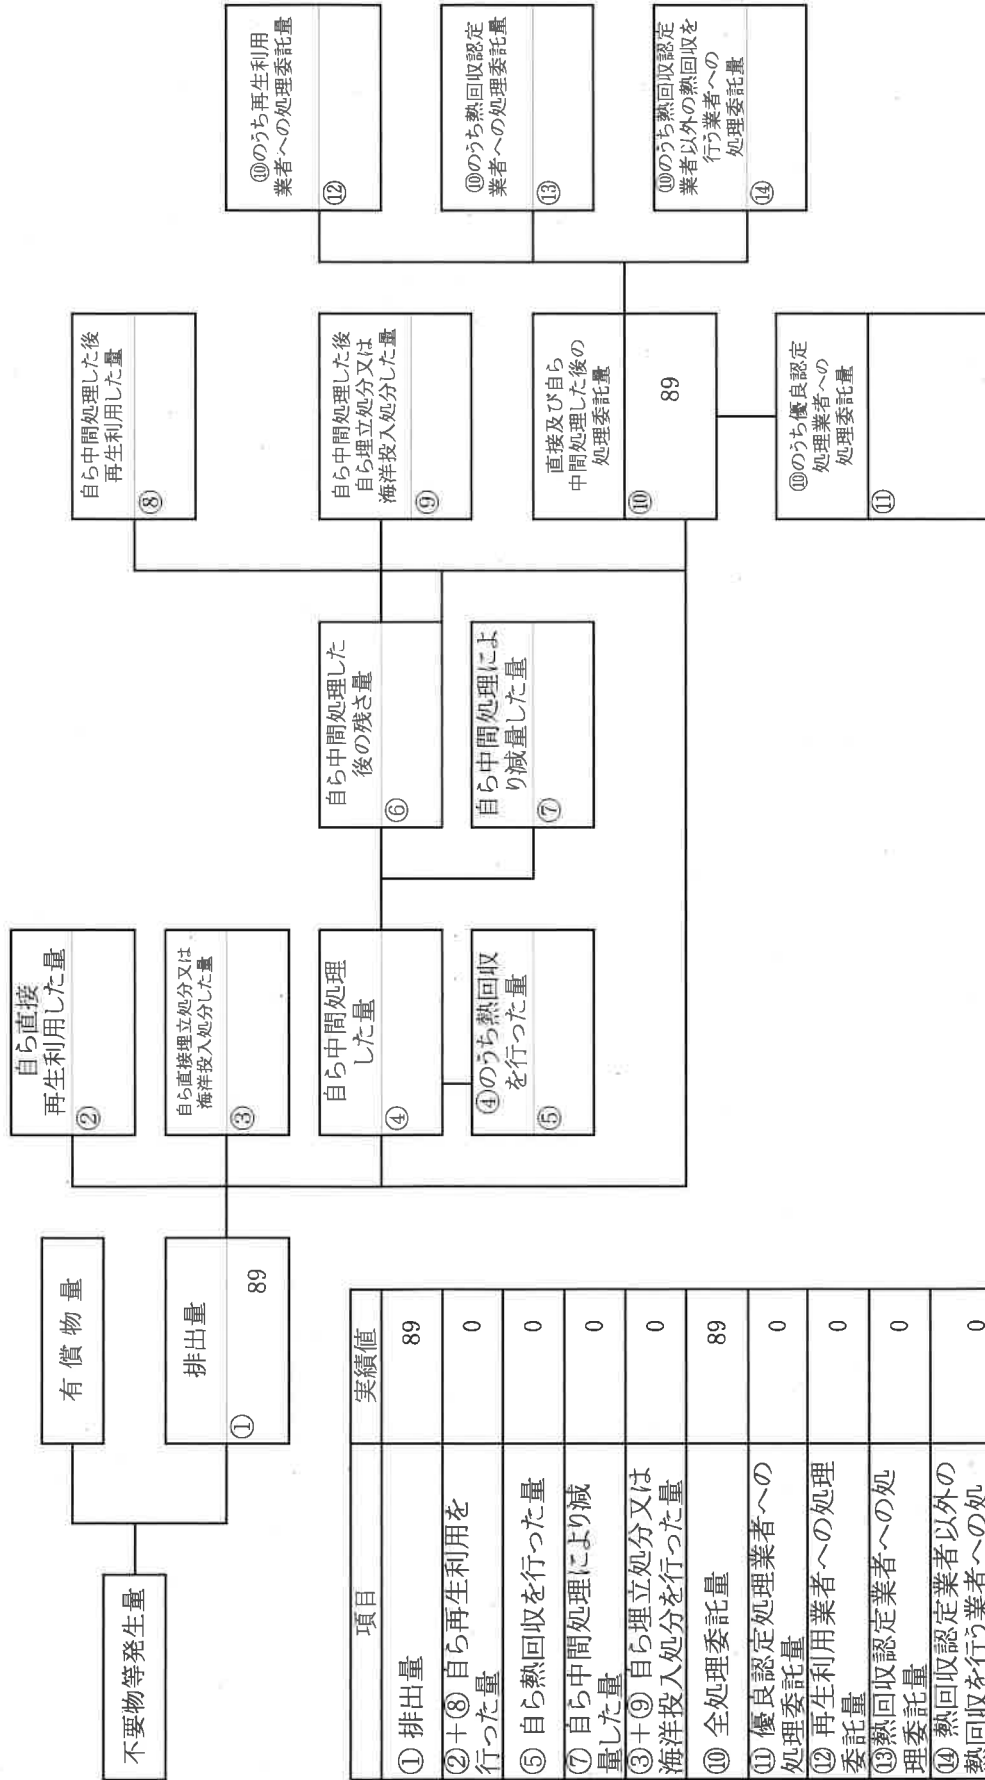 不要物等発生量
有償物量
排出量
①
89
自ら直接
再生利用した量
②
自ら直接埋立処分又は
海洋投入処分した量
③
自ら中間処理
した量
④
④のうち熱回収
を行った量
⑤
自ら中間処理した
後の残さ量
⑥
自ら中間処理によ
り減量した量
⑦
自ら中間処理した後
再生利用した量
⑧
自ら中間処理した後
自ら埋立処分又は
海洋投入処分した量
⑨
直接及び自ら
中間処理した後の
処理委託量
⑩
89
⑩のうち優良認定
処理業者への
処理委託量
⑪
⑩のうち再生利用
業者への処理委託量
⑫
⑩のうち熱回収認定
業者への処理委託量
⑬
⑩のうち熱回収認定
業者以外の熱回収を
行う業者への
処理委託量
⑭
項目 実績値
①排出量 89
②+⑧ 自ら再生利用を
行った量 0
⑤ 自ら熱回収を行った量 0
⑦ 自ら中間処理により減
量した量 0
③+⑨ 自ら埋立処分又は
海洋投入処分を行った量 0
⑩ 全処理委託量 89
⑪ 優良認定処理業者への
処理委託量 0
⑫ 再生利用業者への処理
委託量 0
⑬熱回収認定業者への処
理委託量 0
⑭ 熱回収認定業者以外の
熱回収を行う業者への処 0